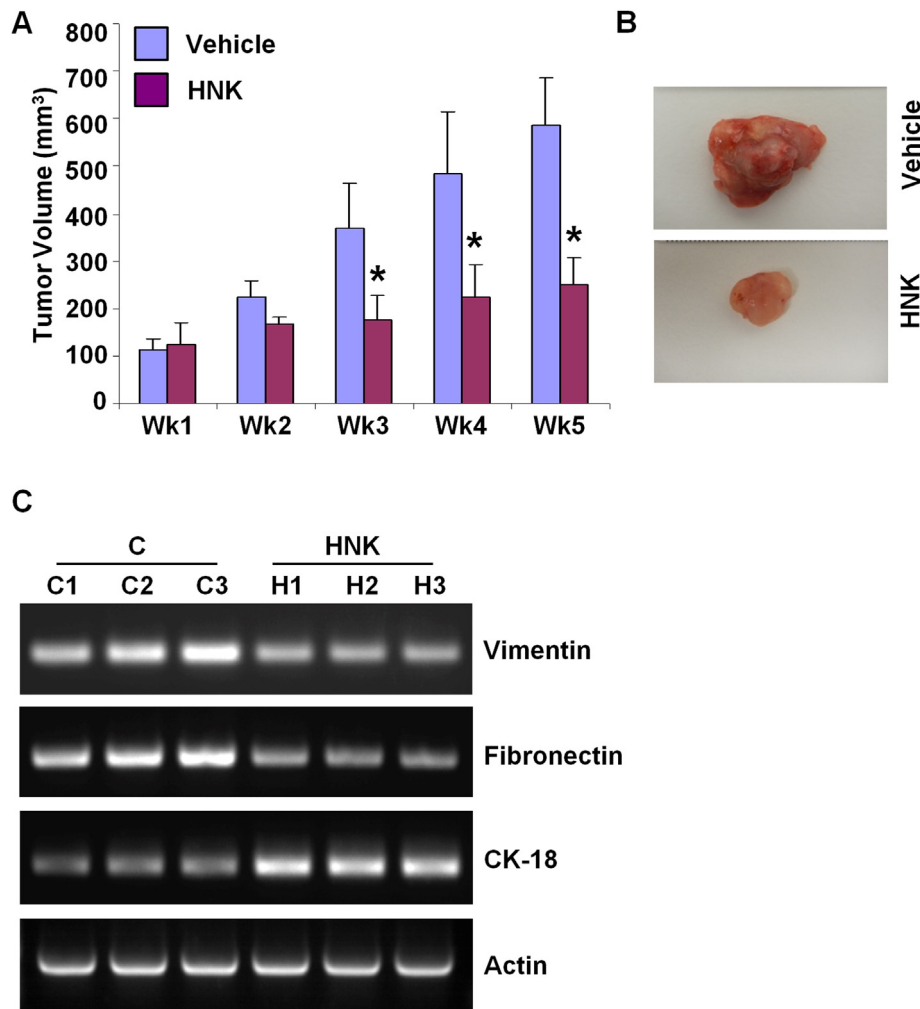 A
Tumor Volume (mm³)
800
700
600
500
400
300
200
100
0
Vehicle
HNK
*
*
*
Wk1 Wk2 Wk3 Wk4 Wk5
B
Vehicle
HNK
C
C HNK
C1 C2 C3 H1 H2 H3
Vimentin
Fibronectin
CK-18
Actin